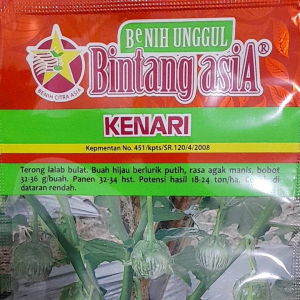 BENIH UNGGUL
Bintang asiA®
BENIH CITRA ASIA
KENARI
Kepmentan No. 451/kpts/SR.120/4/2008
Terong lalab bulat. Buah hijau berlurik putih, rasa agak manis, bobot
32-36 g/buah. Panen 32-34 hst. Potensi hasil 18-24 ton/ha. di
dataran rendah.